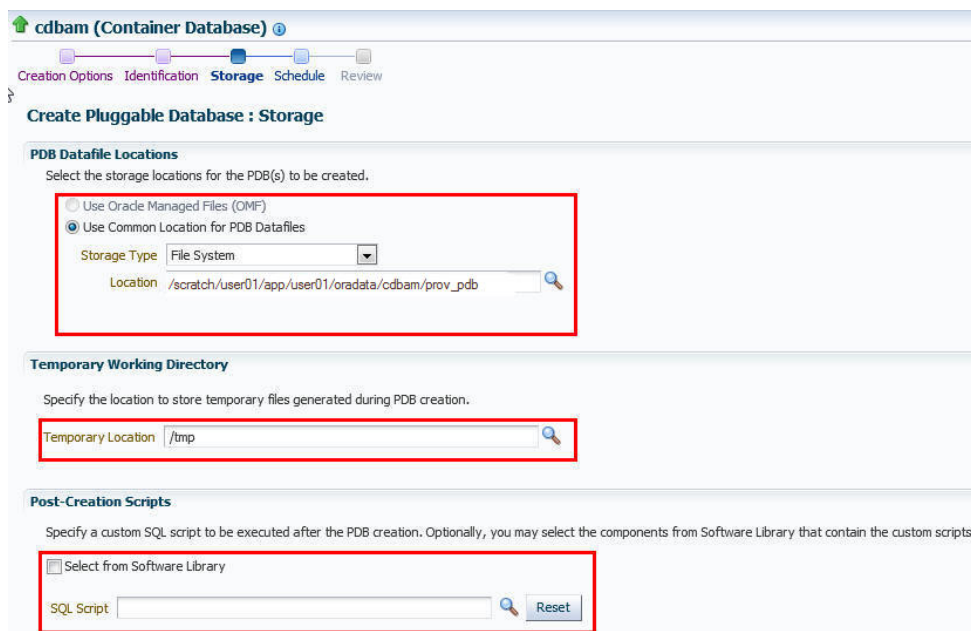 cdbam (Container Database)
Creation Options Identification Storage Schedule Review
Create Pluggable Database : Storage
PDB Datafile Locations
Select the storage locations for the PDB(s) to be created.
Use Oracle Managed Files (OMF)
Use Common Location for PDB Datafiles
Storage Type File System
Location /scratch/user01/app/user01/oradata/cdbam/prov_pdb
Temporary Working Directory
Specify the location to store temporary files generated during PDB creation.
Temporary Location /tmp
Post-Creation Scripts
Specify a custom SQL script to be executed after the PDB creation. Optionally, you may select the components from Software Library that contain the custom scripts
Select from Software Library
SQL Script Reset